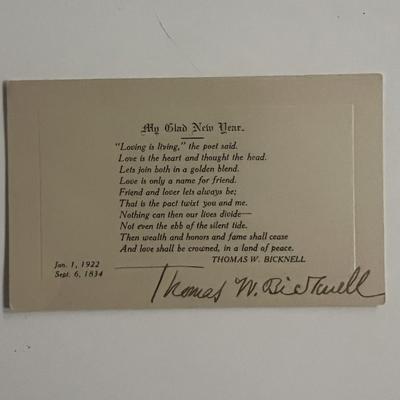 My Glad New Year.
"Loving is living," the poet said.
Love is the heart and thought the head.
Lets join both in a golden blend.
Love is only a name for friend.
Friend and lover lets always be;
That is the pact twixt you and me.
Nothing can then our lives divide—
Not even the ebb of the silent tide.
Then wealth and honors and fame shall cease
And love shall be crowned, in a land of peace.
THOMAS W. BICKNELL
Jan. 1, 1922
Sept. 6, 1834
Thomas W. Bicknell